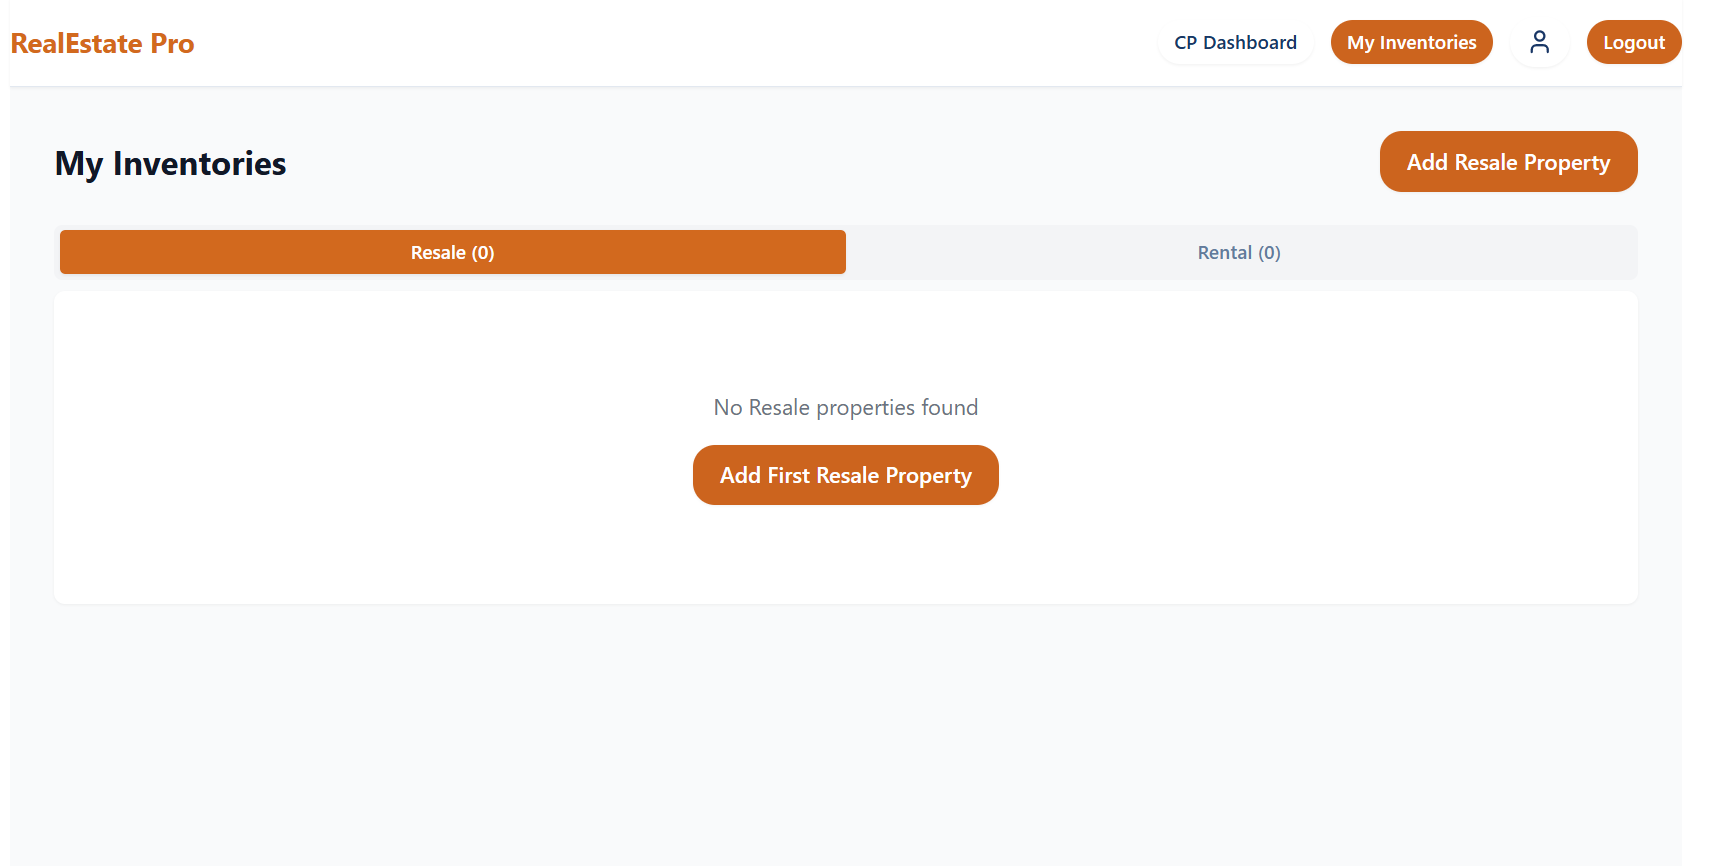 RealEstate Pro
CP Dashboard
My Inventories
Logout
My Inventories
Add Resale Property
Resale (0)
Rental (0)
No Resale properties found
Add First Resale Property